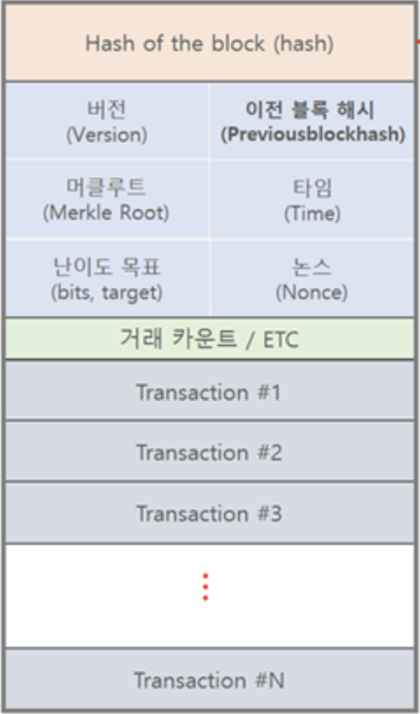 Hash of the block (hash)
버전
(Version)
이전 블록 해시
(Previousblockhash)
머클루트
(Merkle Root)
타임
(Time)
난이도 목표
(bits, target)
논스
(Nonce)
거래 카운트 / ETC
Transaction #1
Transaction #2
Transaction #3
Transaction #N